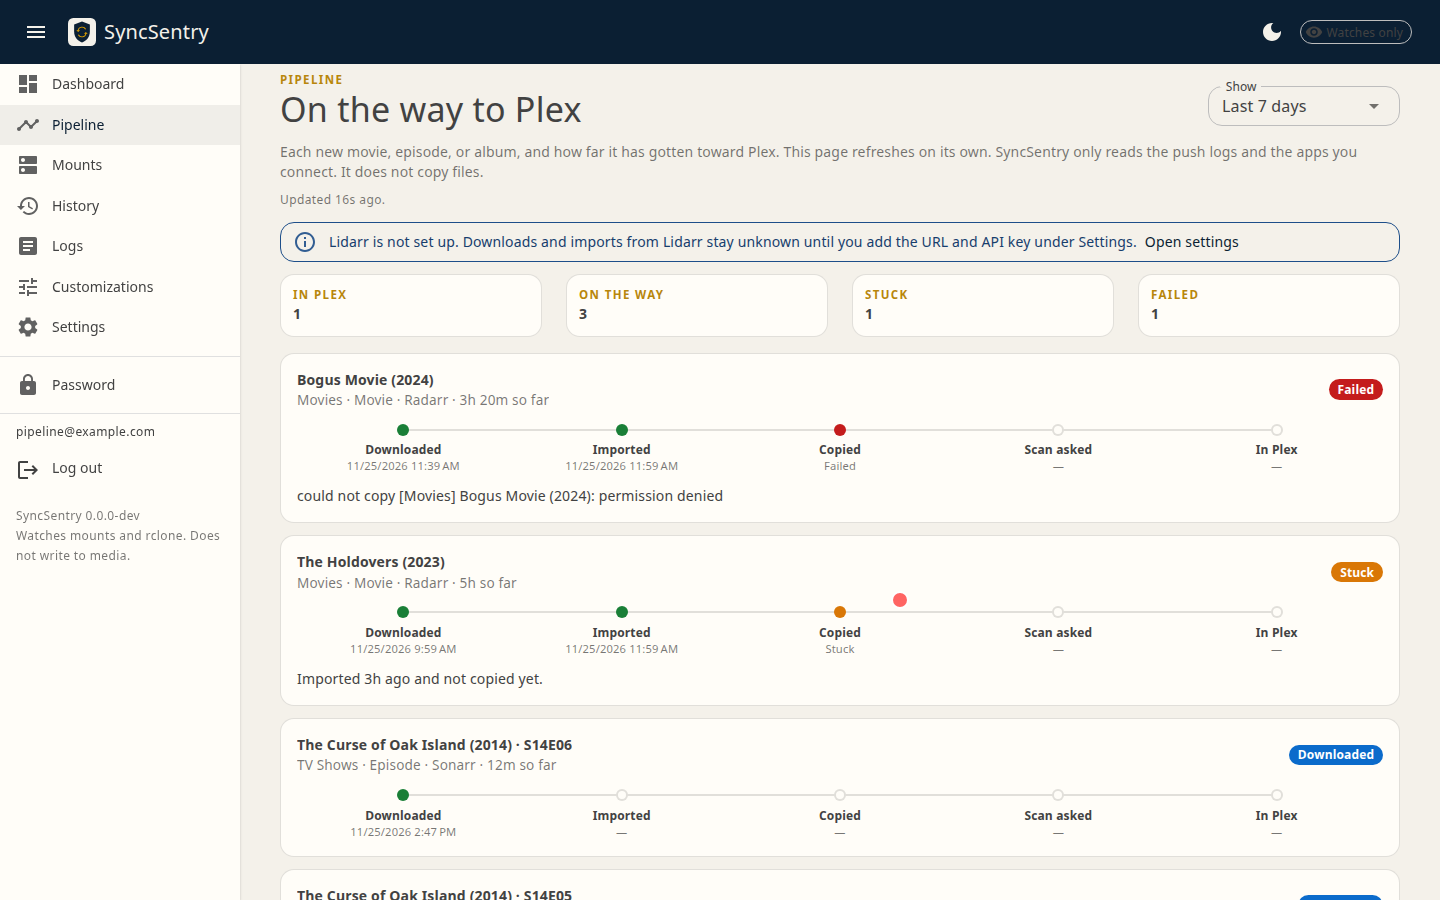 SyncSentry
Watches only
Dashboard
Pipeline
Mounts
History
Logs
Customizations
Settings
Password
pipeline@example.com
Log out
SyncSentry 0.0.0-dev
Watches mounts and rclone. Does
not write to media.
PIPELINE
On the way to Plex
Show
Last 7 days
Each new movie, episode, or album, and how far it has gotten toward Plex. This page refreshes on its own. SyncSentry only reads the push logs and the apps you
connect. It does not copy files.
Updated 16s ago.
Lidarr is not set up. Downloads and imports from Lidarr stay unknown until you add the URL and API key under Settings. Open settings
IN PLEX
1
ON THE WAY
3
STUCK
1
FAILED
1
Bogus Movie (2024)
Movies · Movie · Radarr · 3h 20m so far
Failed
Downloaded Imported Copied Scan asked In Plex
11/25/2026 11:39 AM 11/25/2026 11:59 AM Failed — —
could not copy [Movies] Bogus Movie (2024): permission denied
The Holdovers (2023)
Movies · Movie · Radarr · 5h so far
Stuck
Downloaded Imported Copied Scan asked In Plex
11/25/2026 9:59 AM 11/25/2026 11:59 AM Stuck — —
Imported 3h ago and not copied yet.
The Curse of Oak Island (2014) · S14E06
TV Shows · Episode · Sonarr · 12m so far
Downloaded
Downloaded Imported Copied Scan asked In Plex
11/25/2026 2:47 PM — — — —
The Curse of Oak Island (2014) · S14E05